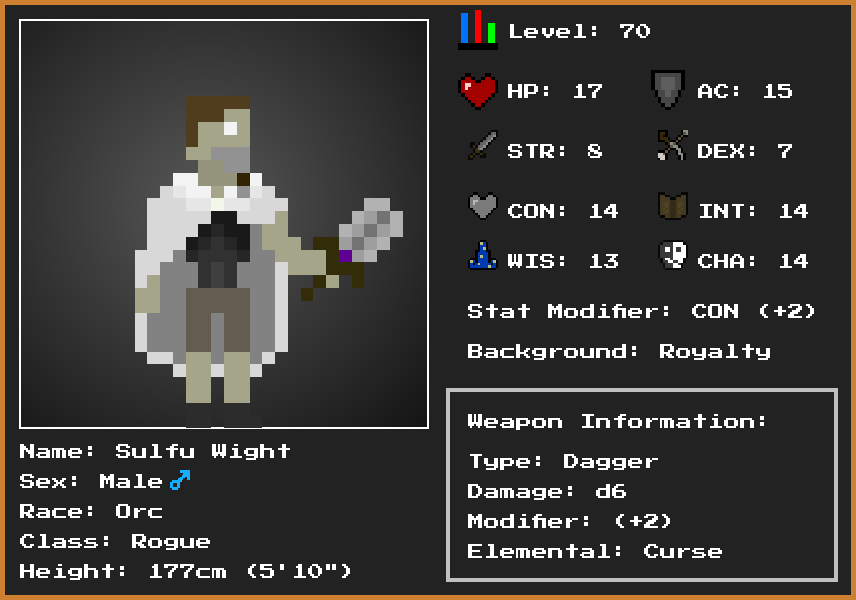 Level: 70
HP: 17 AC: 15
STR: 8 DEX: 7
CON: 14 INT: 14
WIS: 13 CHA: 14
Stat Modifier: CON (+2)
Background: Royalty
Weapon Information:
Type: Dagger
Damage: d6
Modifier: (+2)
Elemental: Curse
Name: Sulfu Wight
Sex: Male♂
Race: Orc
Class: Rogue
Height: 177cm (5'10")